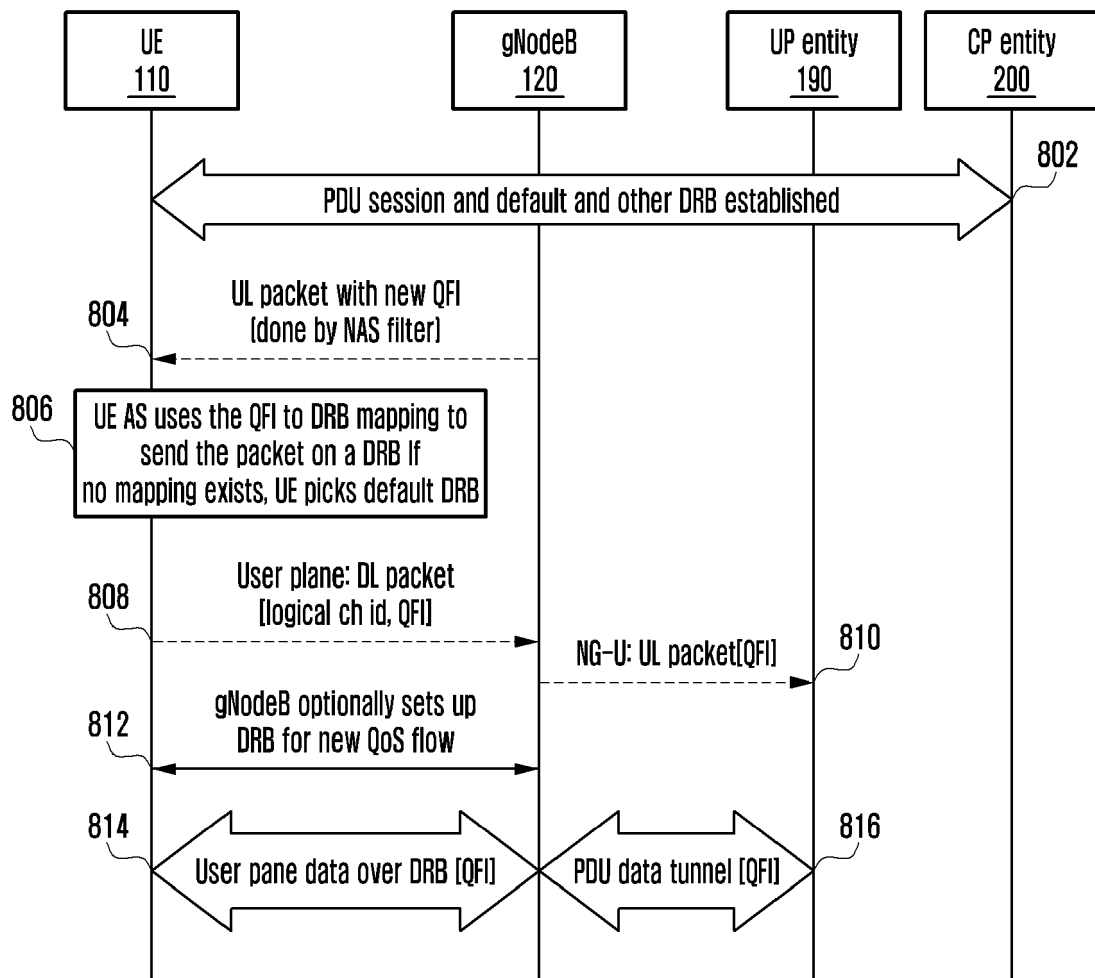 UE
110
gNodeB
120
UP entity
190
CP entity
200
802
PDU session and default and other DRB established
804
UL packet with new QFI
[done by NAS filter]
806
UE AS uses the QFI to DRB mapping to
send the packet on a DRB If
no mapping exists, UE picks default DRB
808
User plane: DL packet
[logical ch id, QFI]
NG-U: UL packet[QFI]
810
812
gNodeB optionally sets up
DRB for new QoS flow
814
User pane data over DRB [QFI]
PDU data tunnel [QFI]
816